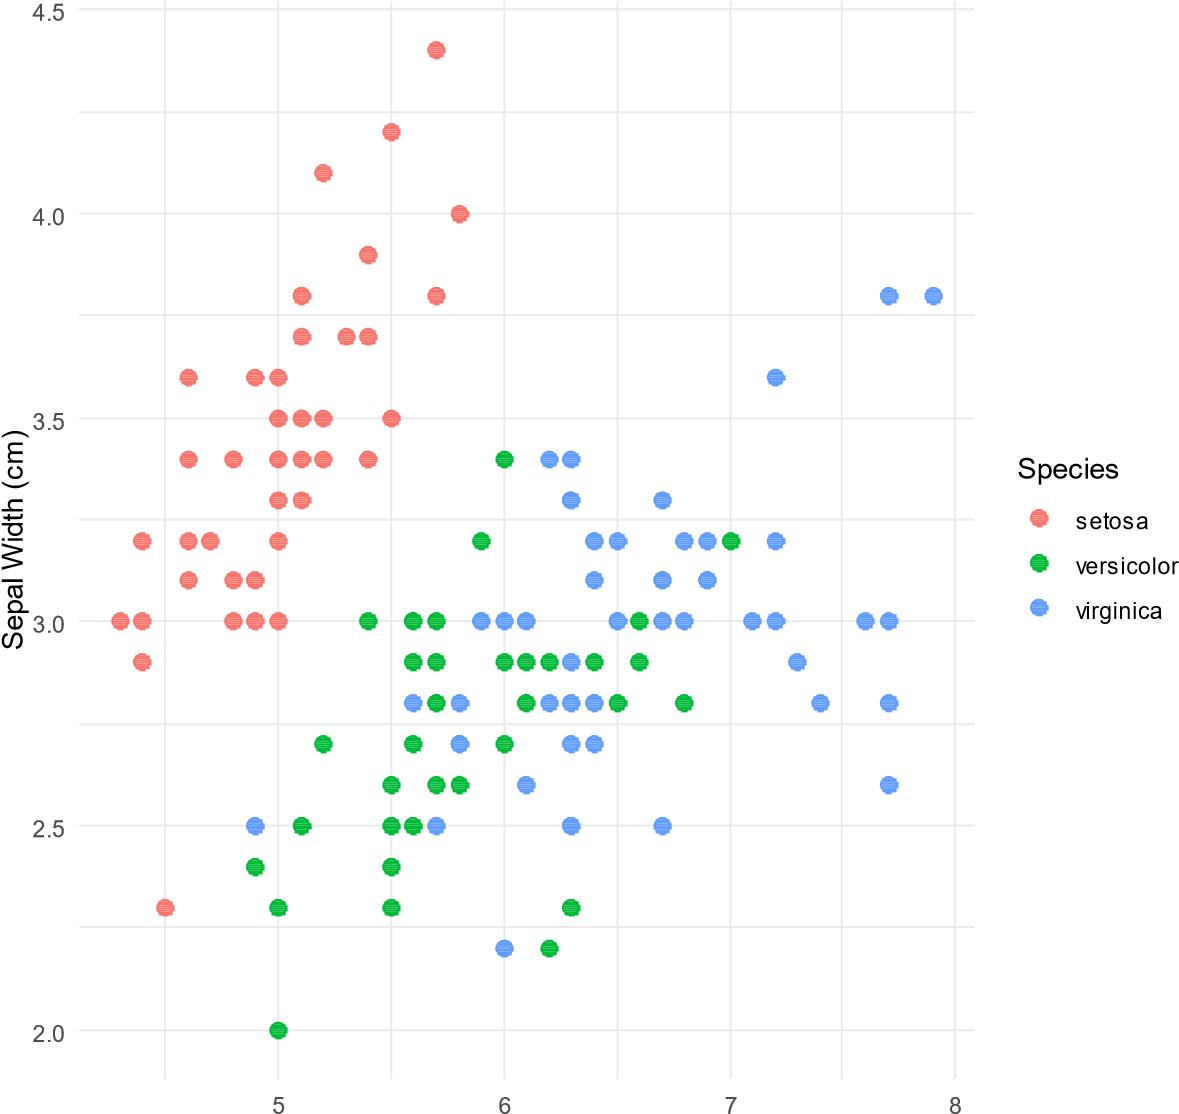 4.5
4.0
3.5
3.0
2.5
2.0
Sepal Width (cm)
5 6 7 8
Species
setosa
versicolor
virginica